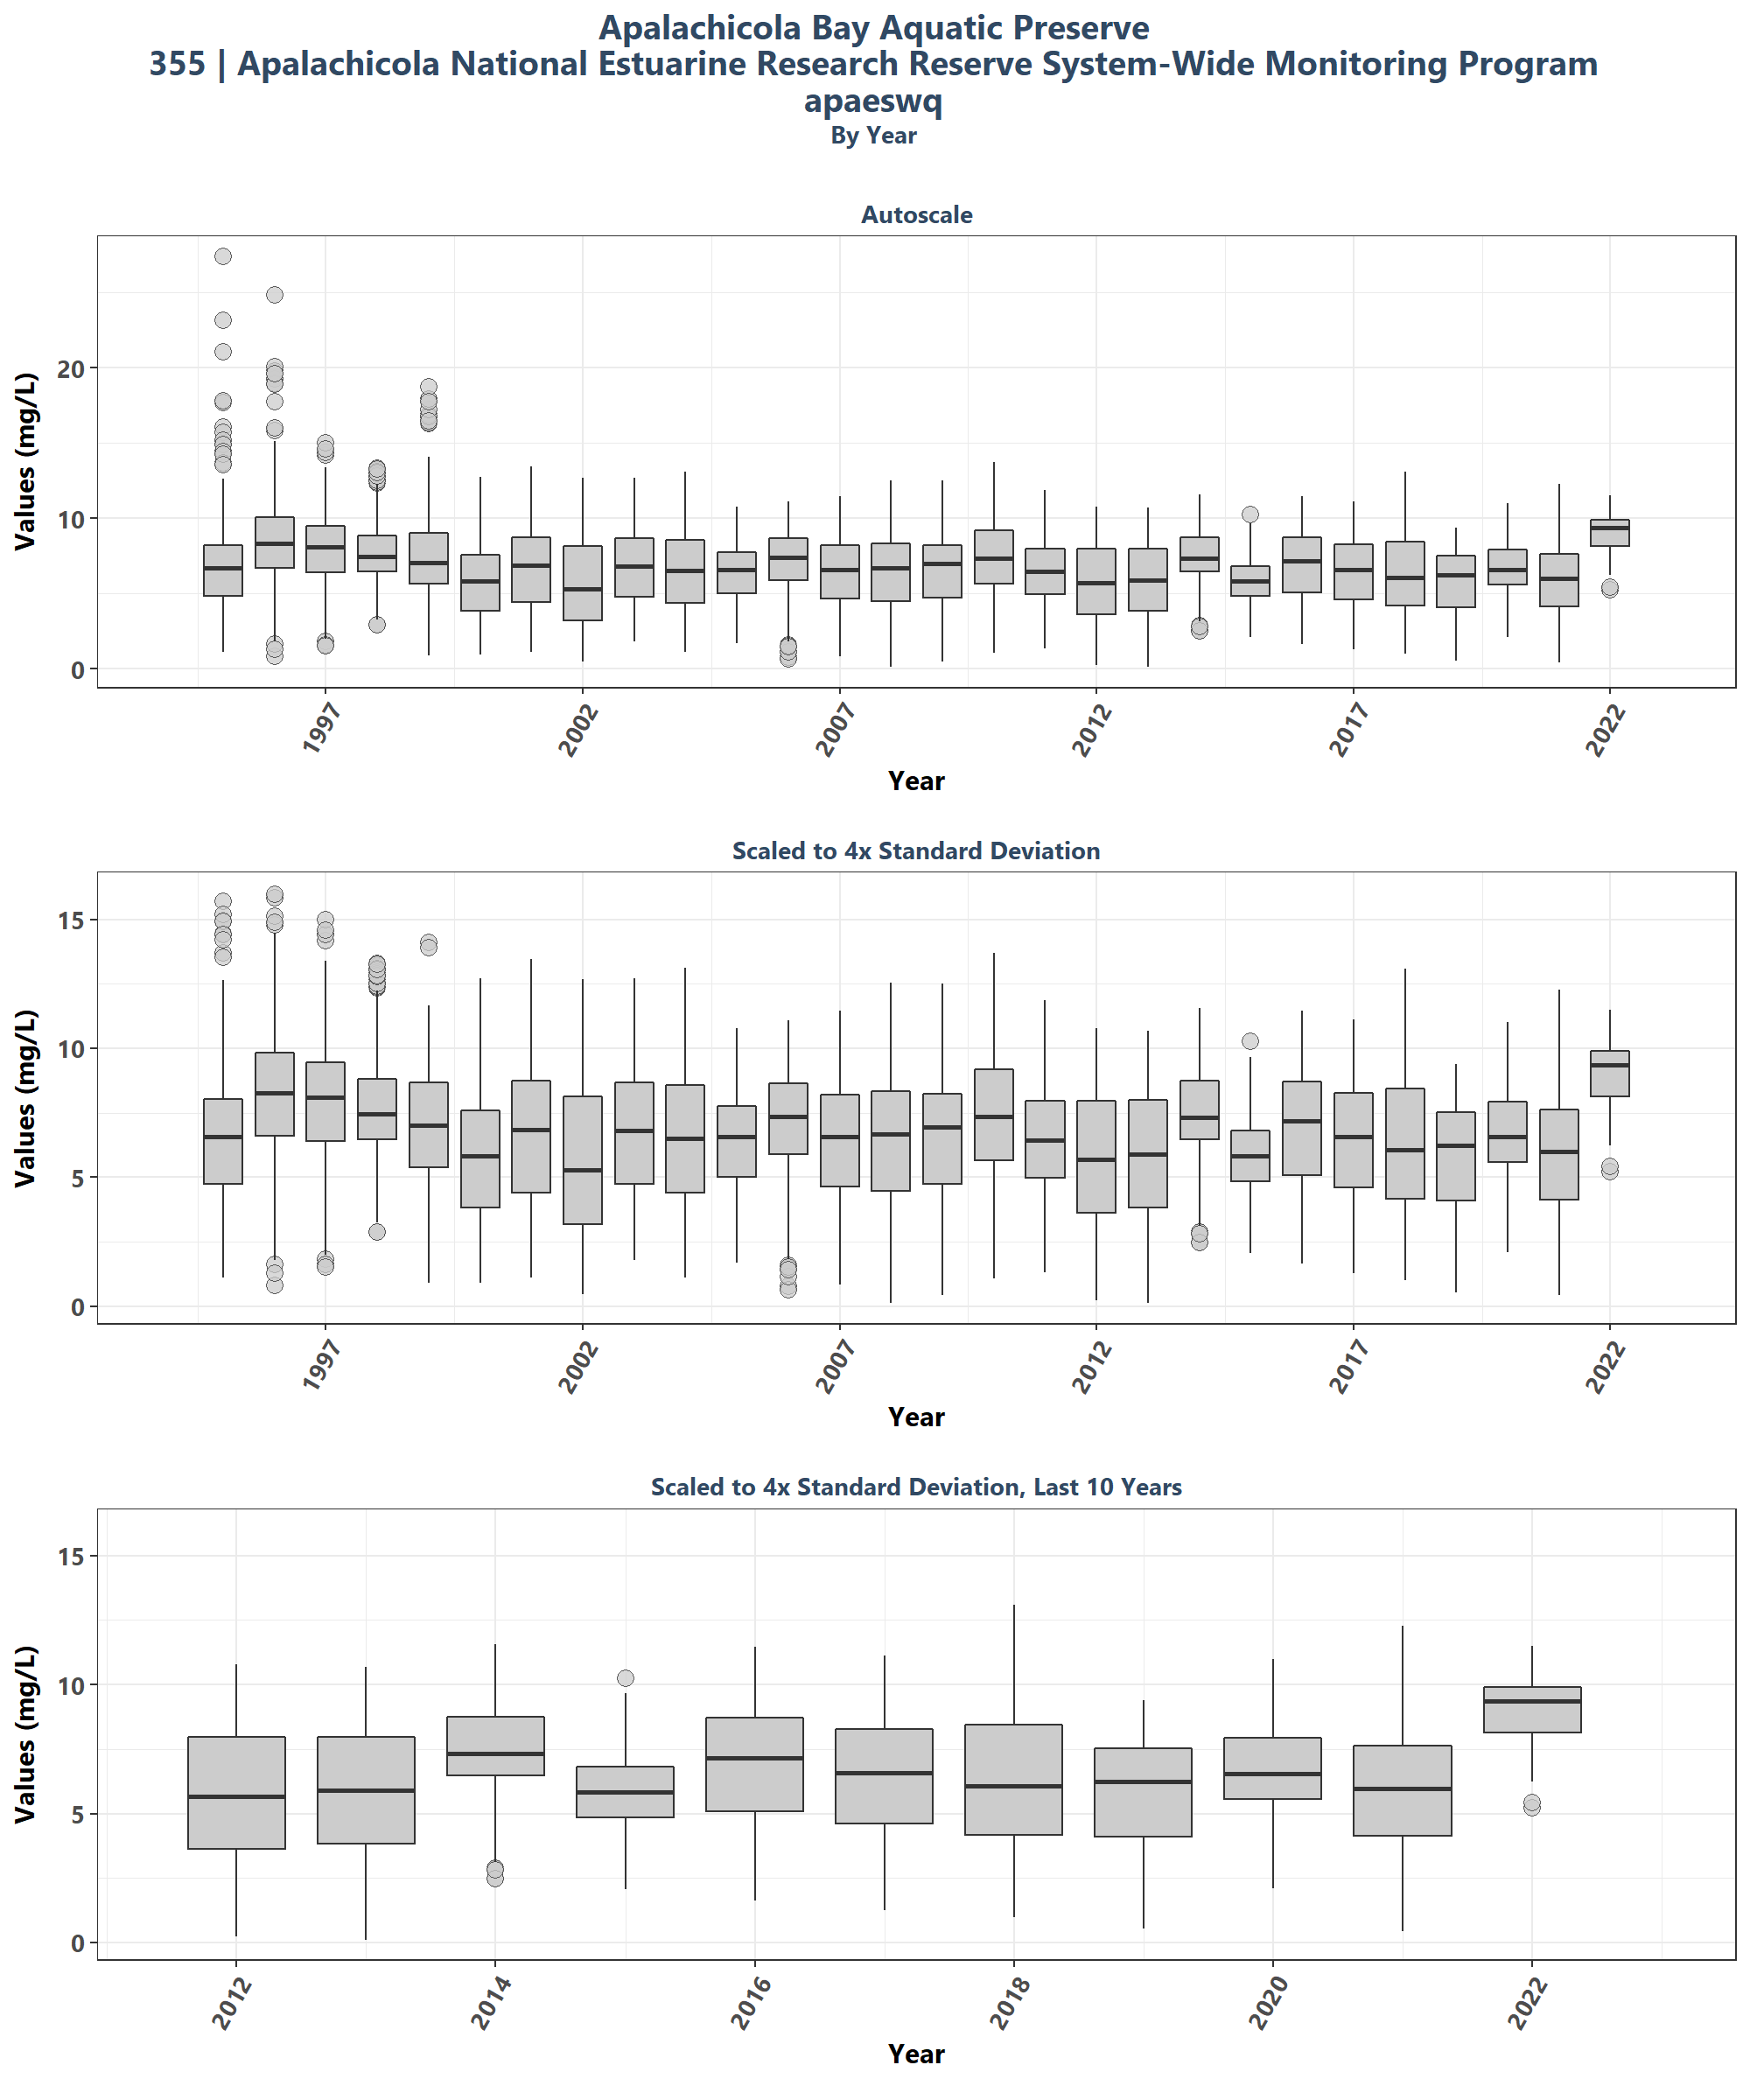 Apalachicola Bay Aquatic Preserve
355 | Apalachicola National Estuarine Research Reserve System-Wide Monitoring Program
apaeswq
By Year
Autoscale
Values (mg/L)
20
10
0
1997
2002
2007
2012
2017
2022
Year
Scaled to 4x Standard Deviation
Values (mg/L)
15
10
5
0
1997
2002
2007
2012
2017
2022
Year
Scaled to 4x Standard Deviation, Last 10 Years
Values (mg/L)
15
10
5
0
2012
2014
2016
2018
2020
2022
Year